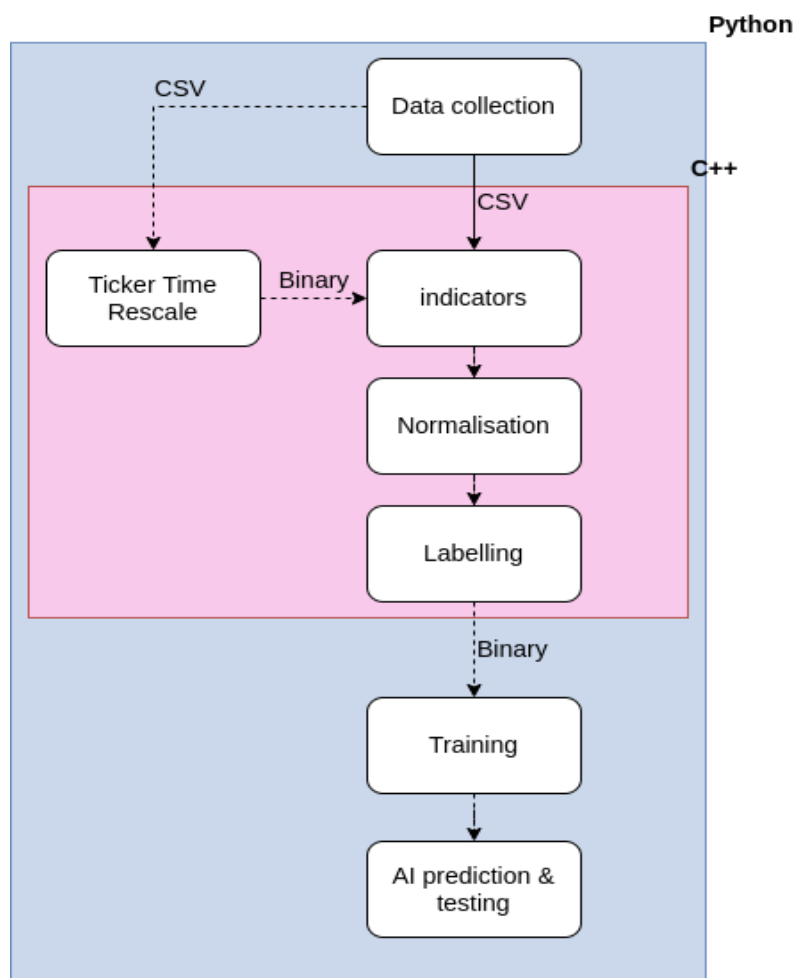 Python
CSV
Data collection
C++
CSV
Ticker Time
Rescale
Binary
indicators
Normalisation
Labelling
Binary
Training
AI prediction &
testing